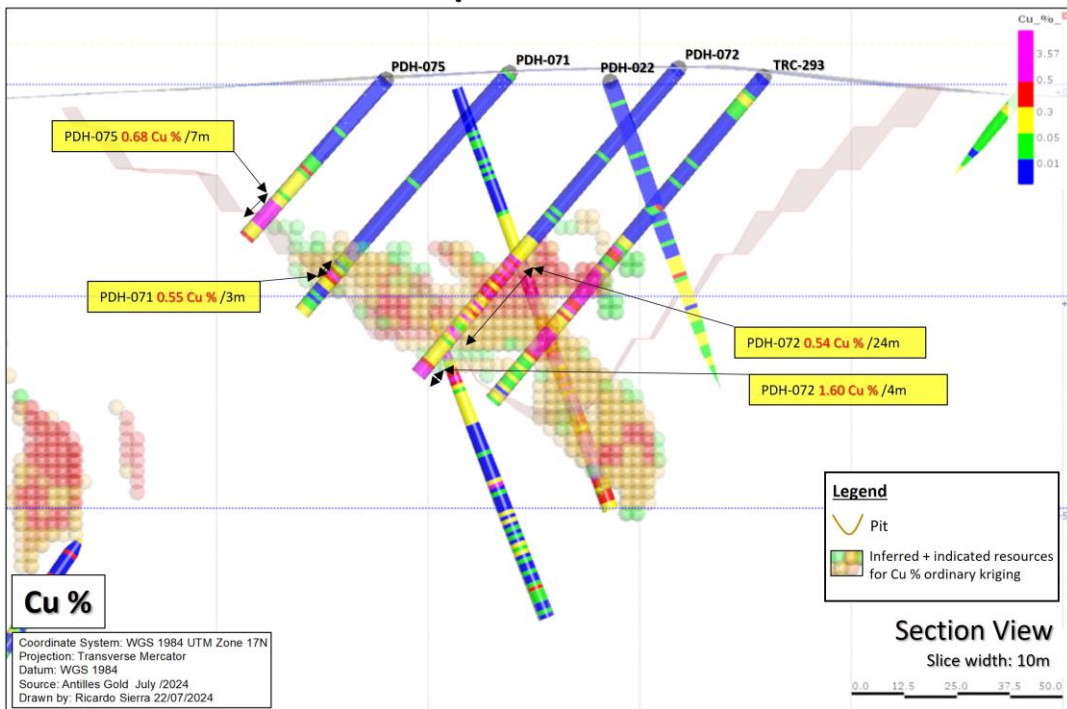 Cu_%_
3.57
0.5
0.3
0.05
0.01
PDH-075
PDH-071
PDH-022
PDH-072
TRC-293
PDH-075 0.68 Cu % /7m
PDH-071 0.55 Cu % /3m
PDH-072 0.54 Cu % /24m
PDH-072 1.60 Cu % /4m
Legend
Pit
Inferred + indicated resources
for Cu % ordinary kriging
Cu %
Coordinate System: WGS 1984 UTM Zone 17N
Projection: Transverse Mercator
Datum: WGS 1984
Source: Antilles Gold July /2024
Drawn by: Ricardo Sierra 22/07/2024
Section View
Slice width: 10m
0.0 12.5 25.0 37.5 50.0